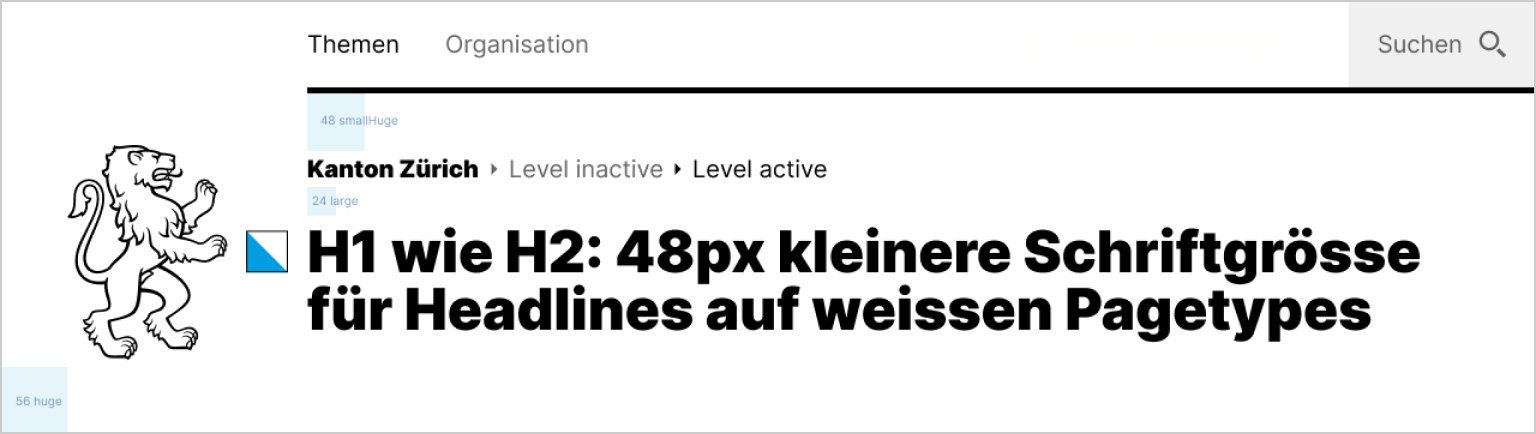 Themen Organisation Suchen
48 smallHuge
Kanton Zürich Level inactive Level active
24 large
H1 wie H2: 48px kleinere Schriftgrösse
für Headlines auf weissen Pagetypes
56 huge